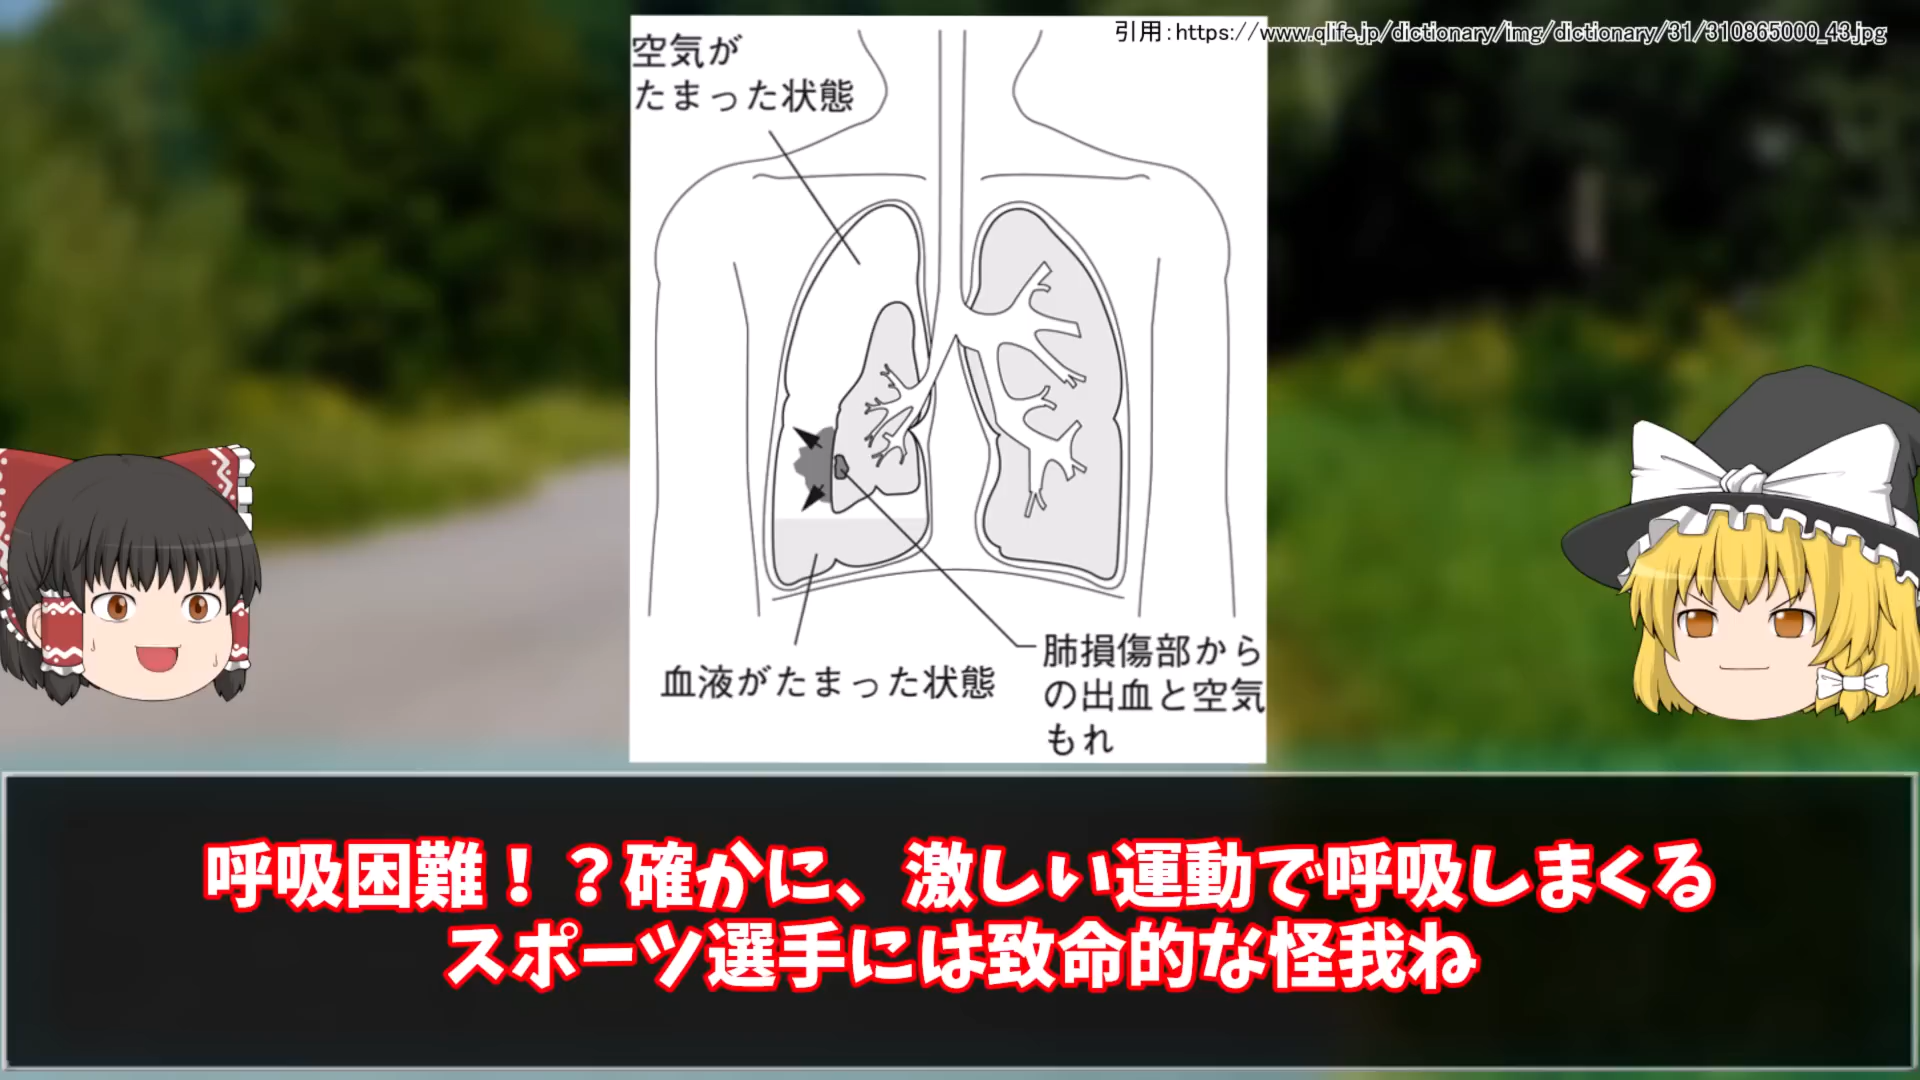 引用：https://www.qlife.jp/dictionary/img/dictionary/31/310865000_43.jpg
空気が
たまった状態
血液がたまった状態
肺損傷部から
の出血と空気
もれ
呼吸困難！？確かに、激しい運動で呼吸しまくる
スポーツ選手には致命的な怪我ね